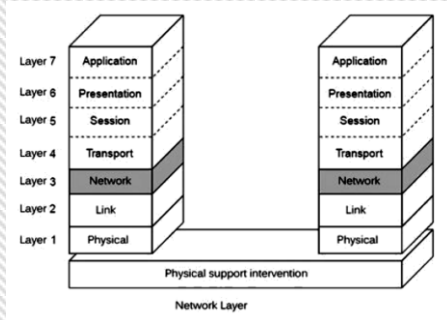 Layer 7 Application Application
Layer 6 Presentation Presentation
Layer 5 Session Session
Layer 4 Transport Transport
Layer 3 Network Network
Layer 2 Link Link
Layer 1 Physical Physical
Physical support intervention
Network Layer